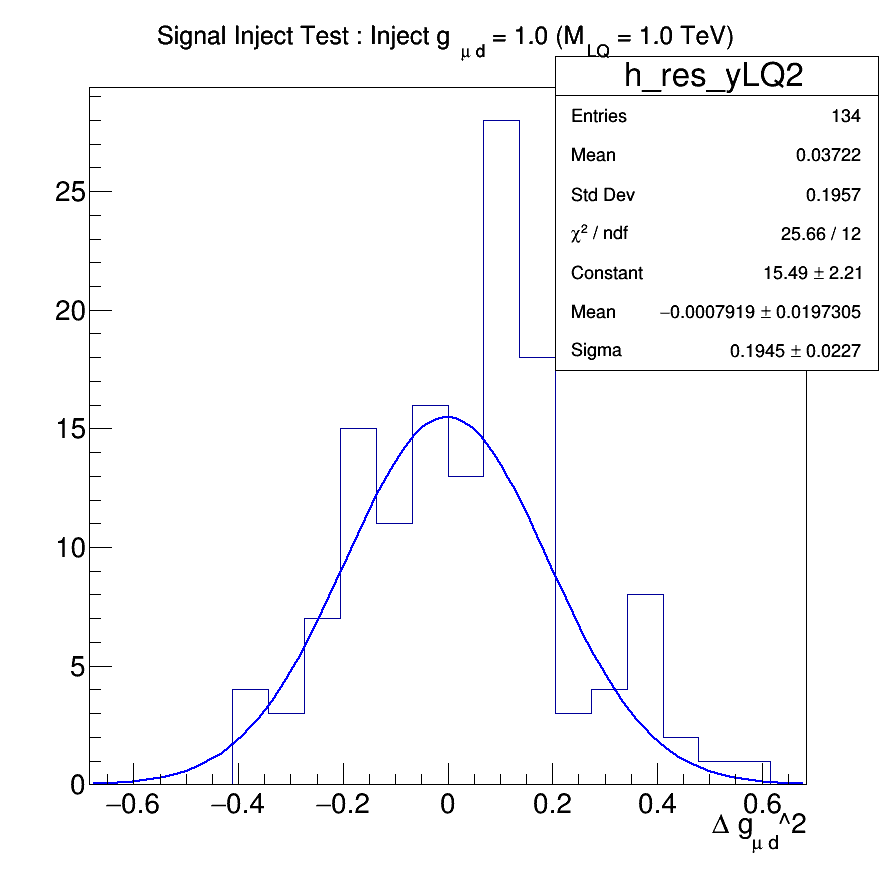 Signal Inject Test : Inject g μ d = 1.0 (M LQ = 1.0 TeV)
h_res_yLQ2
Entries 134
Mean 0.03722
Std Dev 0.1957
χ² / ndf 25.66 / 12
Constant 15.49 ± 2.21
Mean −0.0007919 ± 0.0197305
Sigma 0.1945 ± 0.0227
25
20
15
10
5
0
−0.6 −0.4 −0.2 0 0.2 0.4 0.6
Δ g μ d ^2